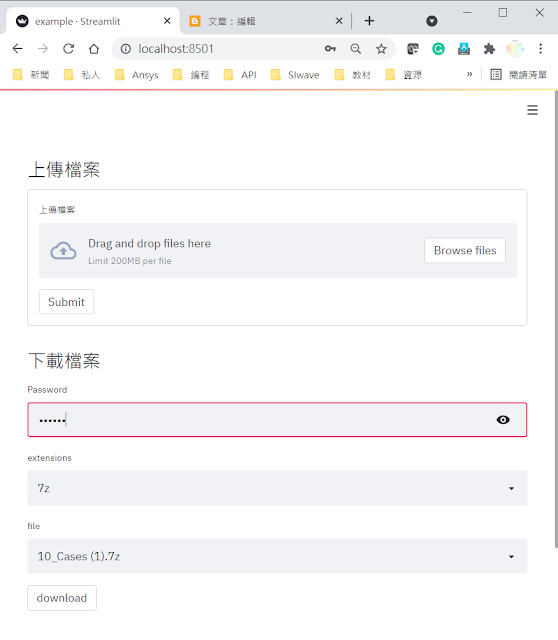 example · Streamlit
文章：編輯
localhost:8501
新聞 私人 Ansys 編程 API SIwave 教材 資源 » 閱讀清單
上傳檔案
上傳檔案
Drag and drop files here
Limit 200MB per file
Browse files
Submit
下載檔案
Password
••••••
extensions
7z
file
10_Cases (1).7z
download